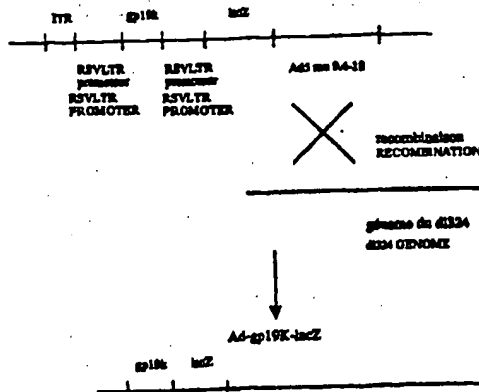 ITR gp19k lacZ
RSVLTR RSVLTR Ad5 mu 9.4-18
promoteur promoteur
RSVLTR RSVLTR
PROMOTER PROMOTER
recombinaison
RECOMBINATION
génome du dl324
dl324 GENOME
Ad-gp19K-lacZ
gp19k lacZ